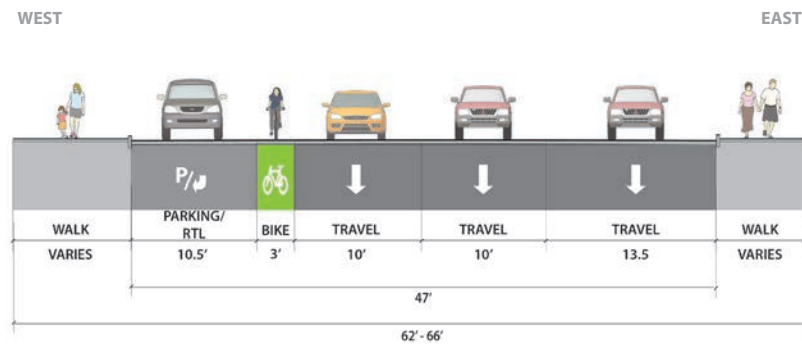 WEST
EAST
P/
WALK
PARKING/
RTL
BIKE
TRAVEL
TRAVEL
TRAVEL
WALK
VARIES
10.5'
3'
10'
10'
13.5
VARIES
47'
62' - 66'